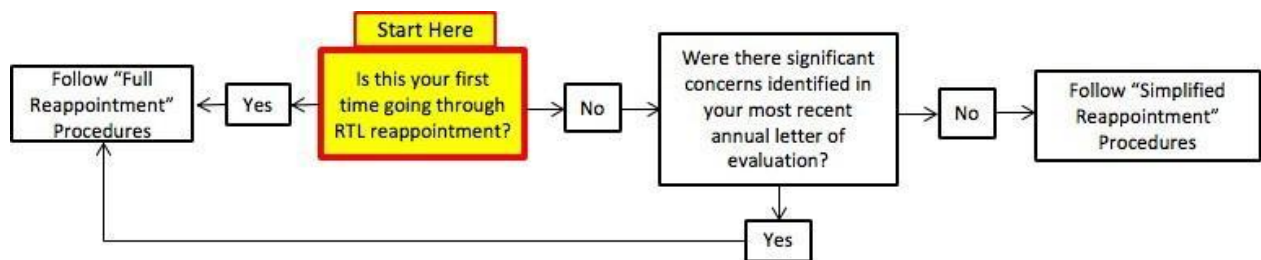 Start Here
Is this your first
time going through
RTL reappointment?
Yes
Follow “Full
Reappointment”
Procedures
No
Were there significant
concerns identified in
your most recent
annual letter of
evaluation?
No
Follow “Simplified
Reappointment”
Procedures
Yes